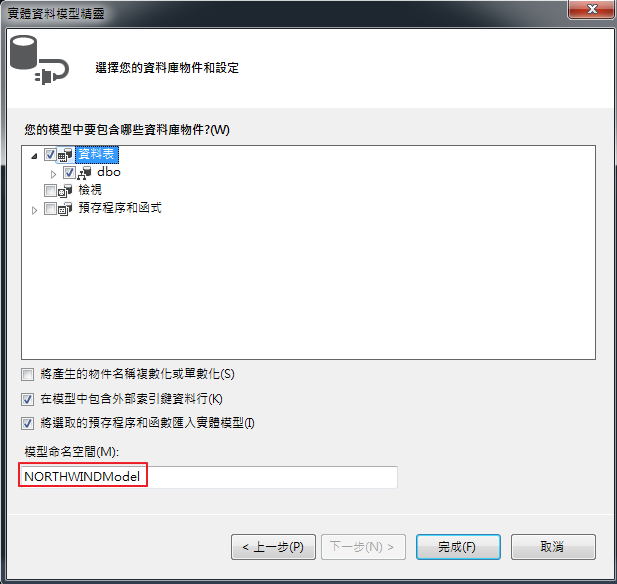 實體資料模型精靈
選擇您的資料庫物件和設定
您的模型中要包含哪些資料庫物件?(W)
資料表
dbo
檢視
預存程序和函式
將產生的物件名稱複數化或單數化(S)
在模型中包含外部索引鍵資料行(K)
將選取的預存程序和函數匯入實體模型(I)
模型命名空間(M):
NORTHWINDModel
< 上一步(P)
下一步(N) >
完成(F)
取消